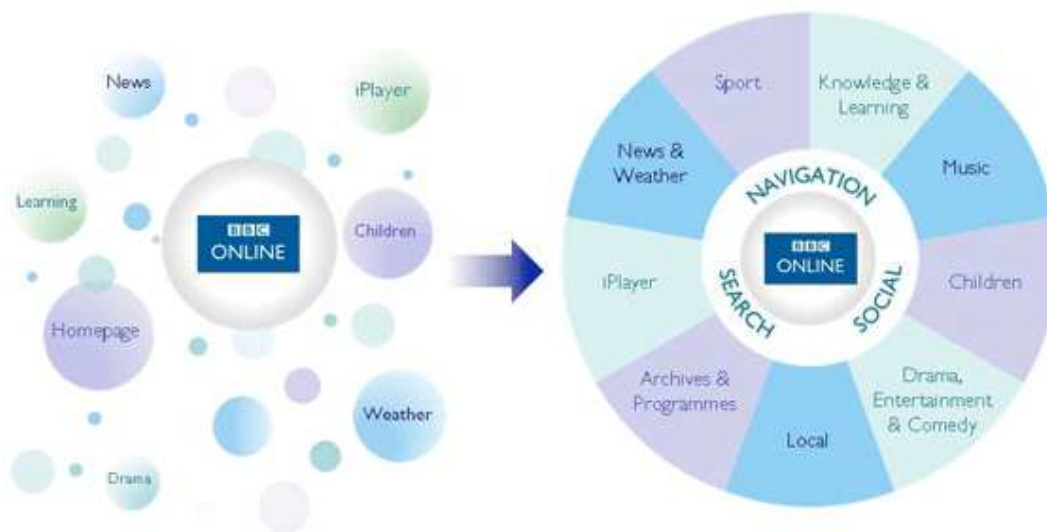 News
iPlayer
Learning
BBC
ONLINE
Children
Homepage
Weather
Drama
Sport
Knowledge &
Learning
News &
Weather
Music
NAVIGATION
SEARCH
SOCIAL
BBC
ONLINE
iPlayer
Children
Archives &
Programmes
Local
Drama,
Entertainment
& Comedy